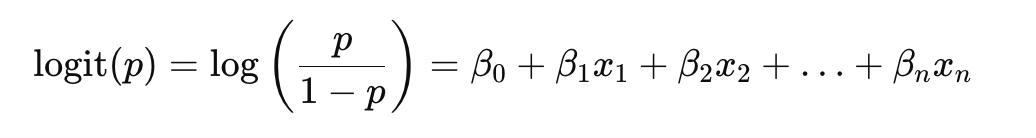 logit(p) = log(p/(1 − p)) = β₀ + β₁x₁ + β₂x₂ + . . . + βₙxₙ